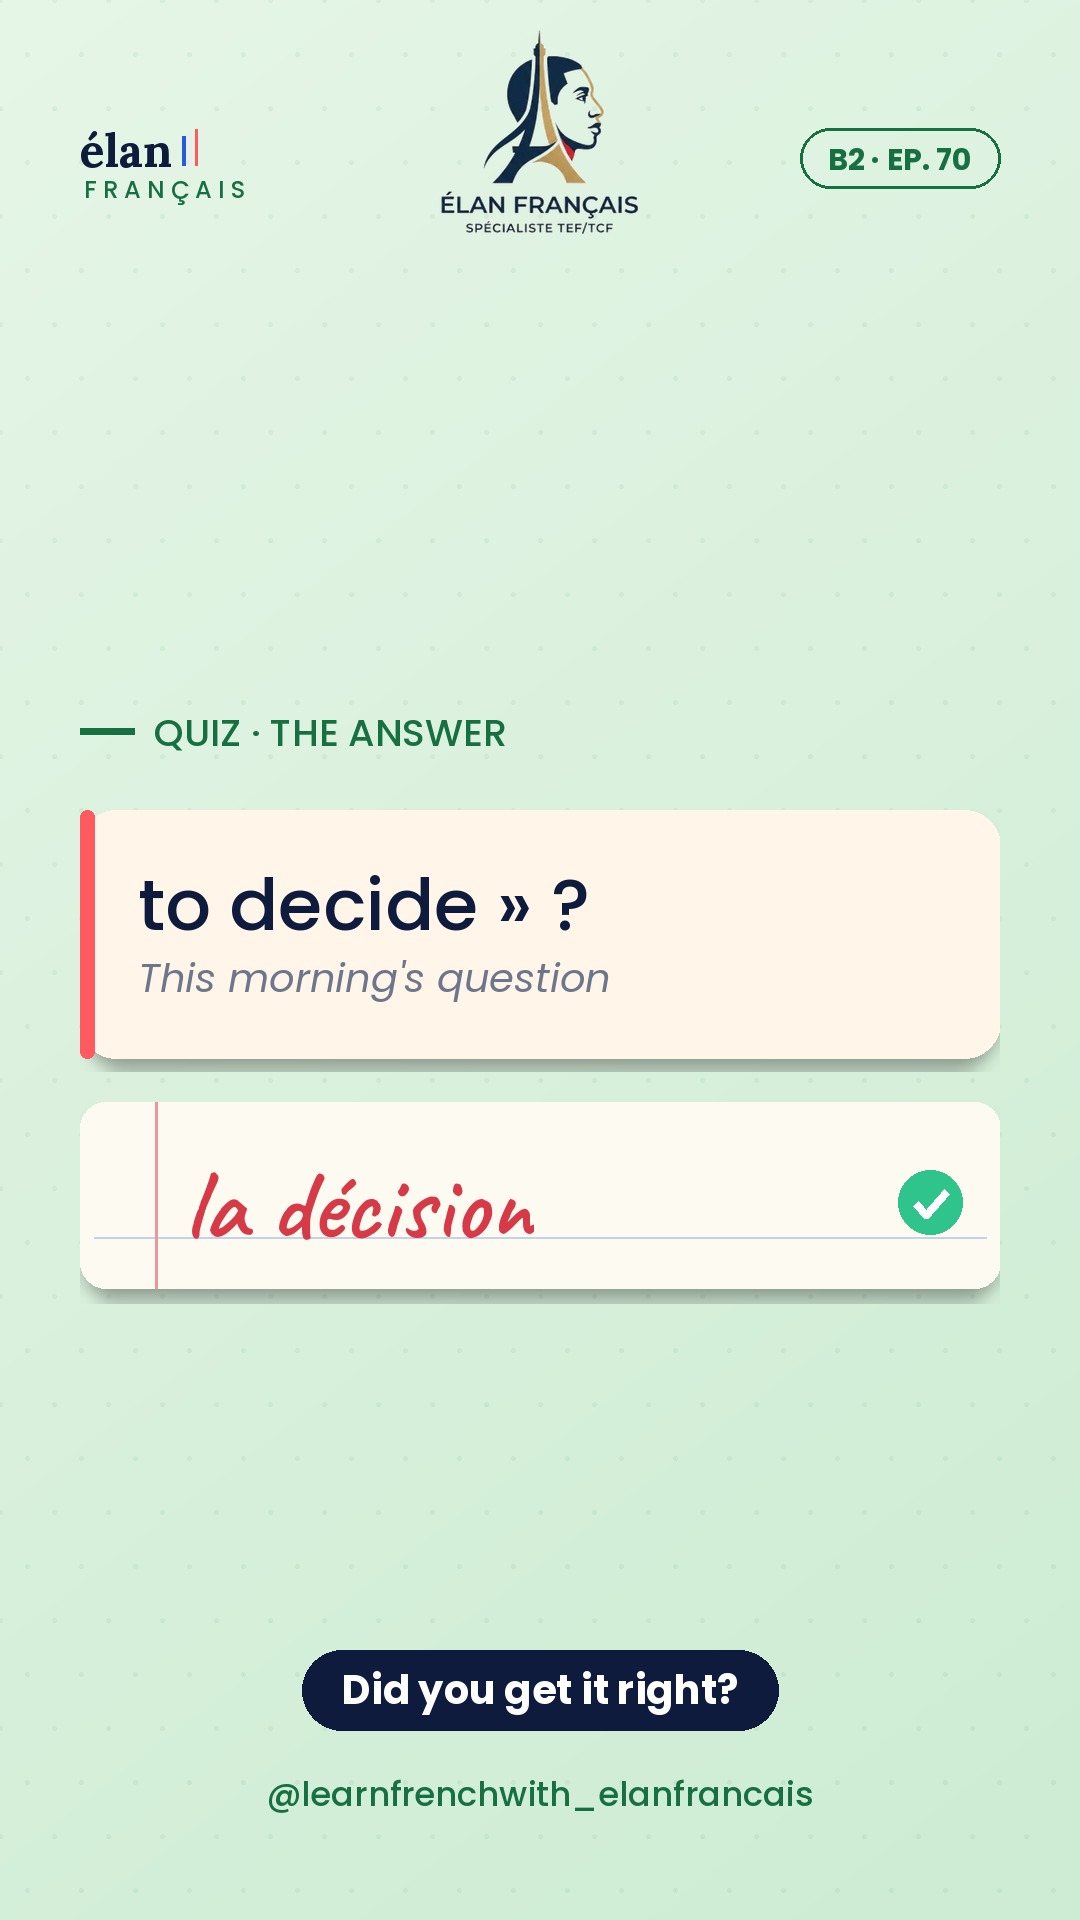 élan
FRANÇAIS
ÉLAN FRANÇAIS
SPÉCIALISTE TEF/TCF
B2 · EP. 70
QUIZ · THE ANSWER
to decide » ?
This morning's question
la décision
Did you get it right?
@learnfrenchwith_elanfrancais